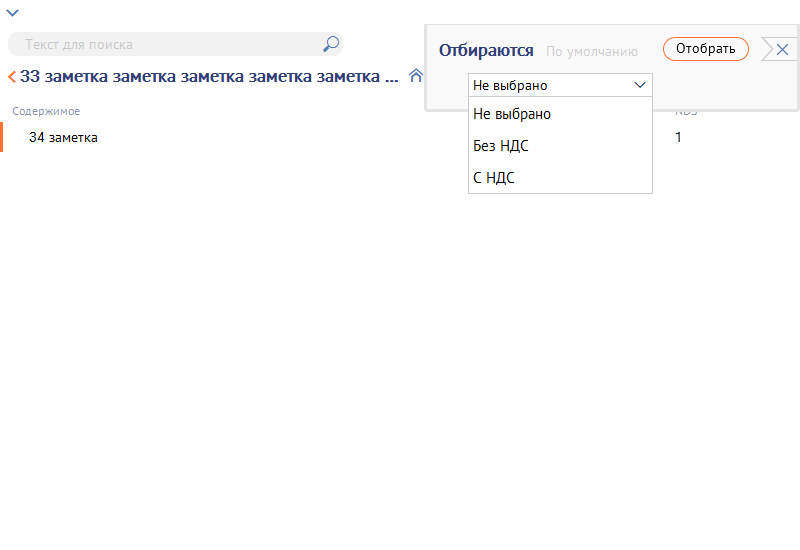 Текст для поиска
33 заметка заметка заметка заметка заметка ...
Содержимое
34 заметка
Отбираются По умолчанию Отобрать
Не выбрано
Не выбрано
Без НДС
С НДС
NDS
1